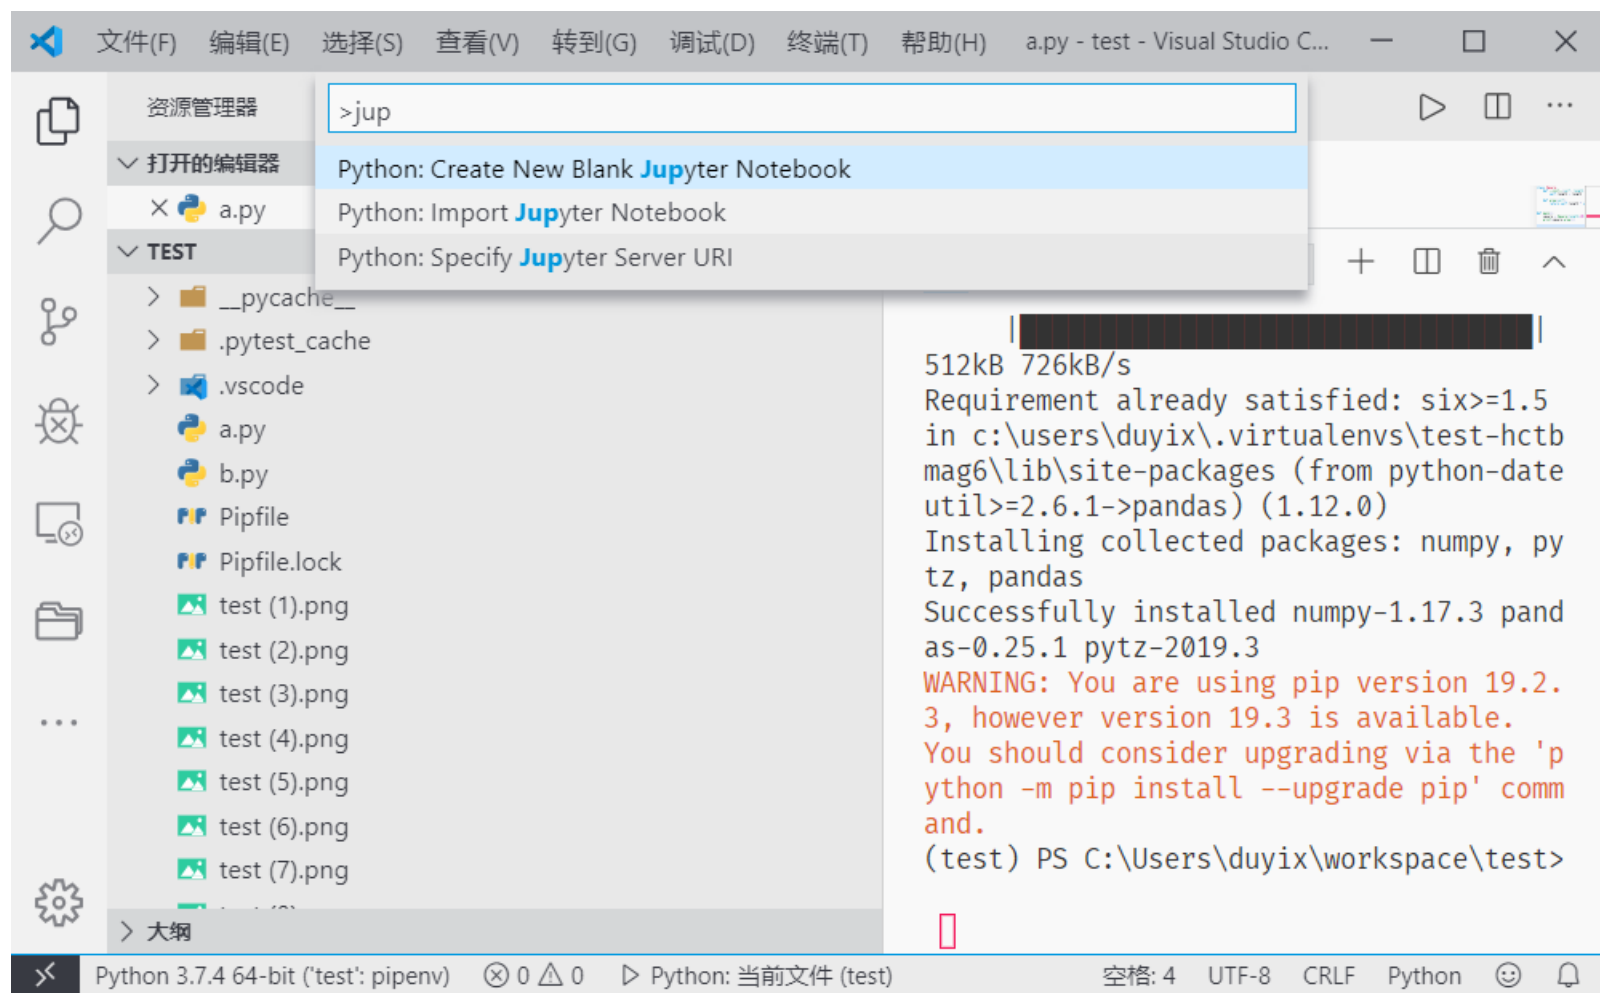 文件(F) 编辑(E) 选择(S) 查看(V) 转到(G) 调试(D) 终端(T) 帮助(H) a.py - test - Visual Studio C...
资源管理器
>jup
Python: Create New Blank Jupyter Notebook
Python: Import Jupyter Notebook
Python: Specify Jupyter Server URI
打开的编辑器
a.py
TEST
__pycache__
.pytest_cache
.vscode
a.py
b.py
Pipfile
Pipfile.lock
test (1).png
test (2).png
test (3).png
test (4).png
test (5).png
test (6).png
test (7).png
大纲
512kB 726kB/s
Requirement already satisfied: six>=1.5
in c:\users\duyix\.virtualenvs\test-hctb
mag6\lib\site-packages (from python-date
util>=2.6.1->pandas) (1.12.0)
Installing collected packages: numpy, py
tz, pandas
Successfully installed numpy-1.17.3 pand
as-0.25.1 pytz-2019.3
WARNING: You are using pip version 19.2.
3, however version 19.3 is available.
You should consider upgrading via the 'p
ython -m pip install --upgrade pip' comm
and.
(test) PS C:\Users\duyix\workspace\test>
Python 3.7.4 64-bit ('test': pipenv) 0 0 Python: 当前文件 (test) 空格: 4 UTF-8 CRLF Python